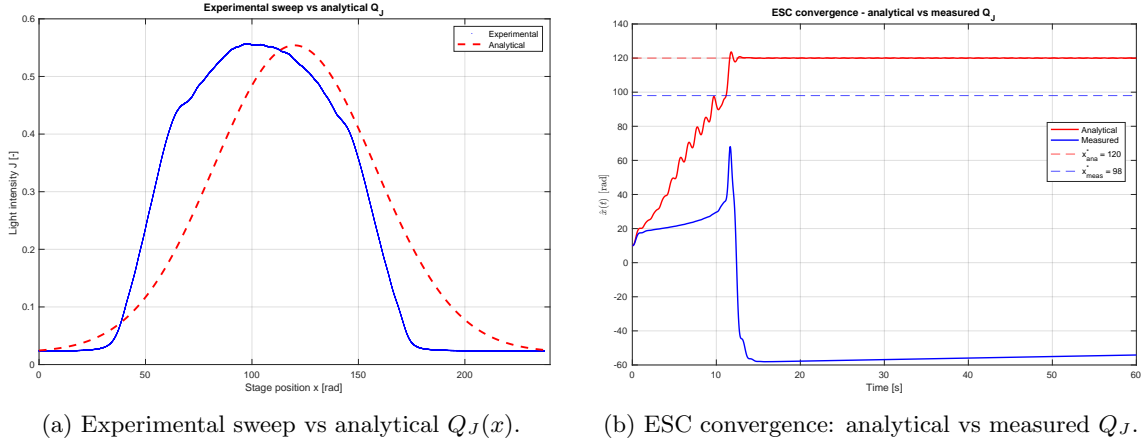 Experimental sweep vs analytical Q_J
0.6
0.5
0.4
0.3
0.2
0.1
0
Light intensity J [-]
Experimental
Analytical
0 50 100 150 200
Stage position x [rad]
(a) Experimental sweep vs analytical Q_J(x).
ESC convergence - analytical vs measured Q_J
140
120
100
80
60
40
20
0
-20
-40
-60
x̂(t) [rad]
Analytical
Measured
x*_ana = 120
x*_meas = 98
0 10 20 30 40 50 60
Time [s]
(b) ESC convergence: analytical vs measured Q_J.